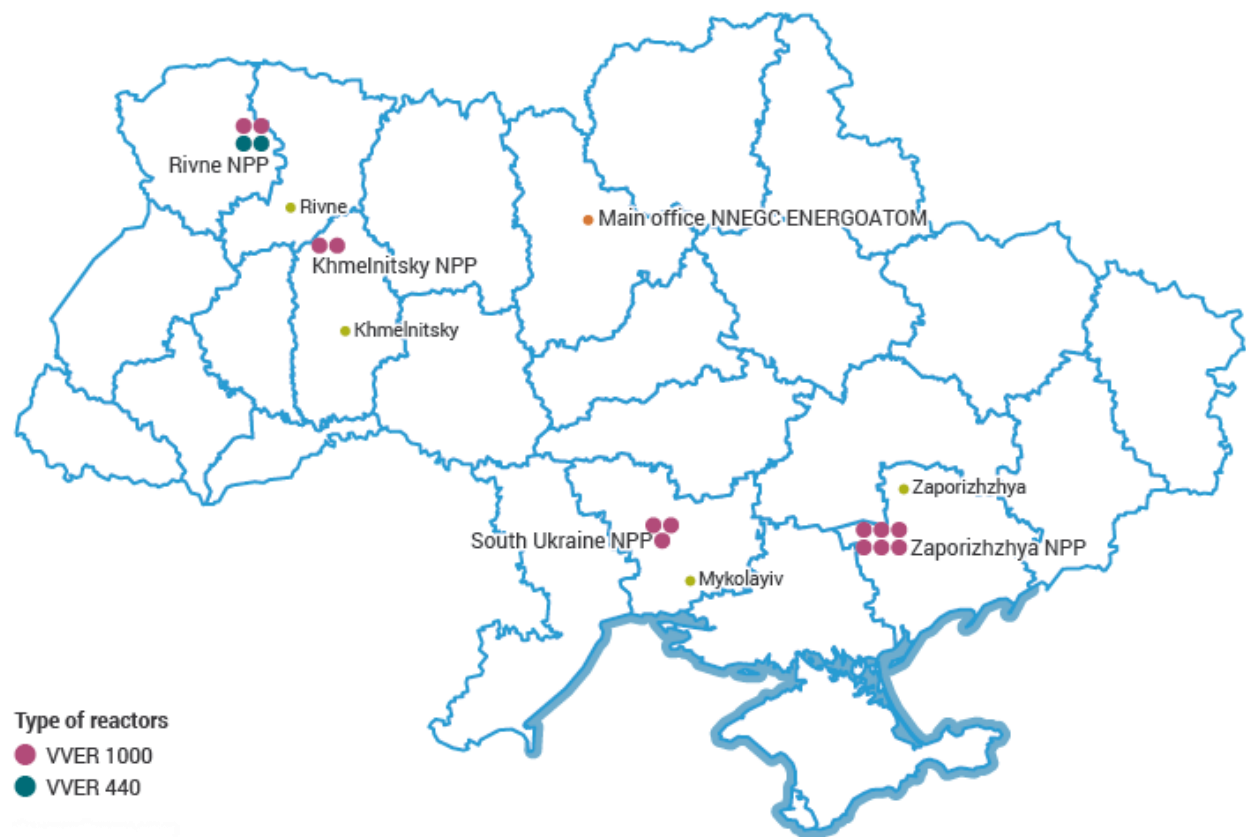 Rivne NPP
Rivne
Main office NNEGC ENERGOATOM
Khmelnitsky NPP
Khmelnitsky
Zaporizhzhya
South Ukraine NPP
Zaporizhzhya NPP
Mykolayiv
Type of reactors
VVER 1000
VVER 440